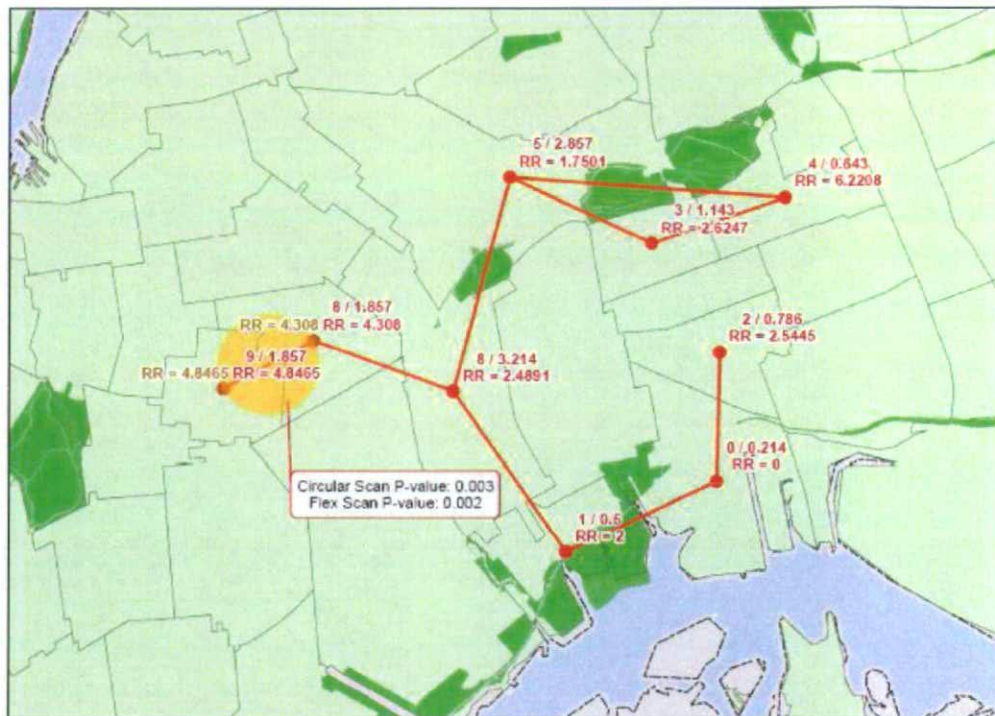 5 / 2.857
RR = 1.7501
4 / 0.643
RR = 6.2208
3 / 1.143
RR = 2.6247
8 / 1.857
RR = 4.308 RR = 4.308
2 / 0.786
RR = 2.5445
9 / 1.857
RR = 4.8465 RR = 4.8465
8 / 3.214
RR = 2.4891
0 / 0.214
RR = 0
Circular Scan P-value: 0.003
Flex Scan P-value: 0.002
1 / 0.5
RR = 2